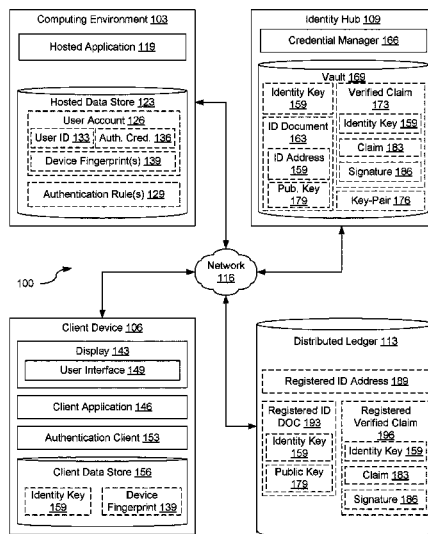 Computing Environment 103
Hosted Application 119
Hosted Data Store 123
User Account 126
User ID 133
Auth. Cred. 136
Device Fingerprint(s) 139
Authentication Rule(s) 129
Identity Hub 109
Credential Manager 166
Vault 169
Identity Key
159
ID Document
163
ID Address
159
Pub. Key
179
Verified Claim
173
Identity Key 159
Claim 183
Signature 186
Key-Pair 176
Network
116
100
Client Device 106
Display 143
User Interface 149
Client Application 146
Authentication Client 153
Client Data Store 156
Identity Key
159
Device
Fingerprint 139
Distributed Ledger 113
Registered ID Address 189
Registered ID
DOC 193
Identity Key
159
Public Key
179
Registered
Verified Claim
196
Identity Key
159
Claim 183
Signature 186